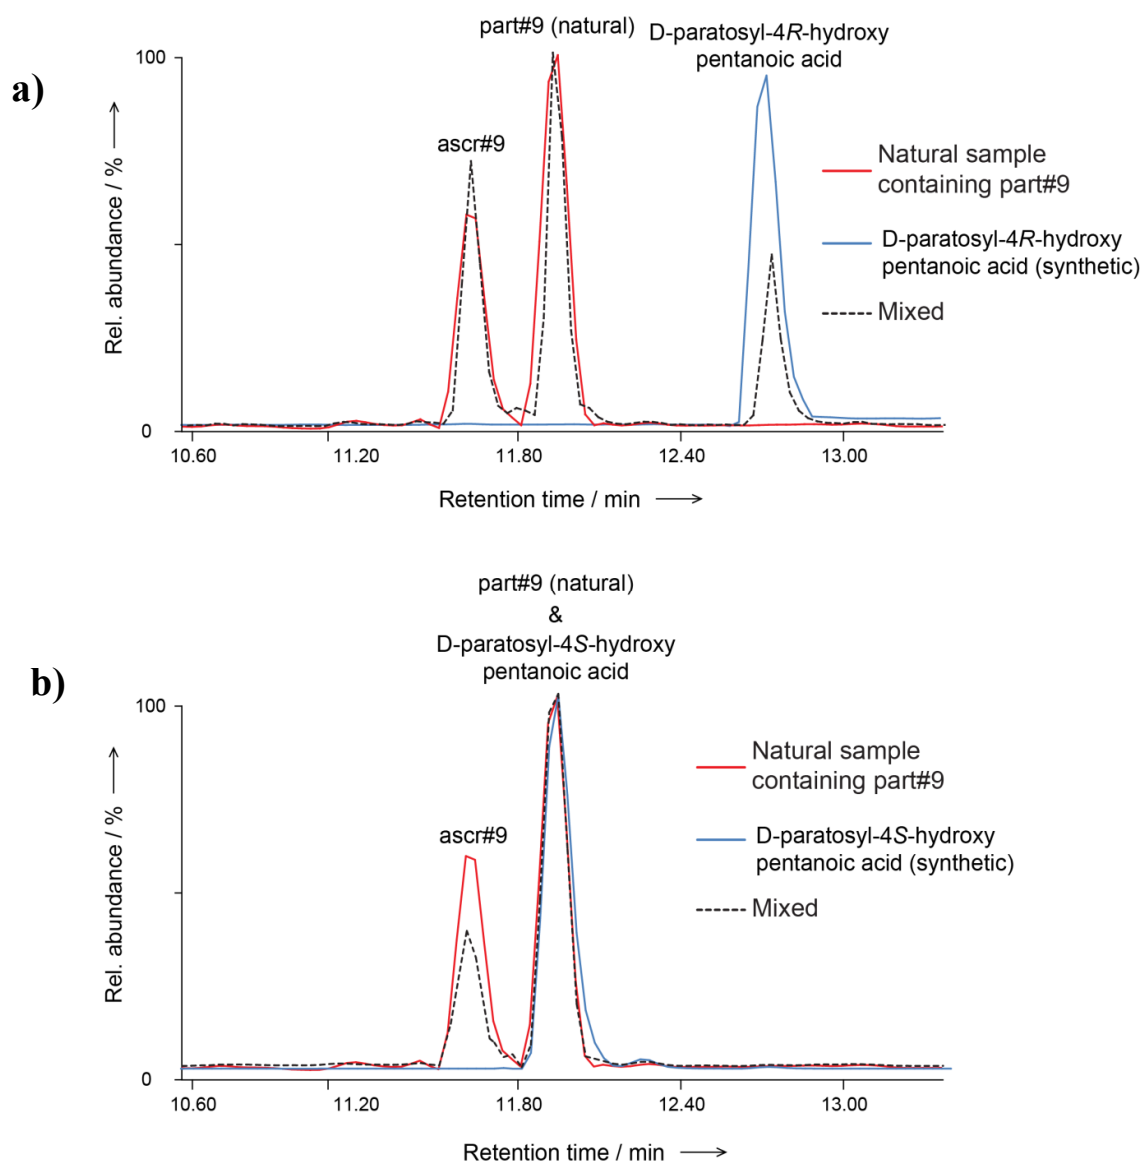 a)
part#9 (natural)
D-paratosyl-4R-hydroxy
pentanoic acid
ascr#9
100
0
Rel. abundance / %
10.60 11.20 11.80 12.40 13.00
Retention time / min
Natural sample
containing part#9
D-paratosyl-4R-hydroxy
pentanoic acid (synthetic)
Mixed
b)
part#9 (natural)
&
D-paratosyl-4S-hydroxy
pentanoic acid
ascr#9
100
0
Rel. abundance / %
10.60 11.20 11.80 12.40 13.00
Retention time / min
Natural sample
containing part#9
D-paratosyl-4S-hydroxy
pentanoic acid (synthetic)
Mixed